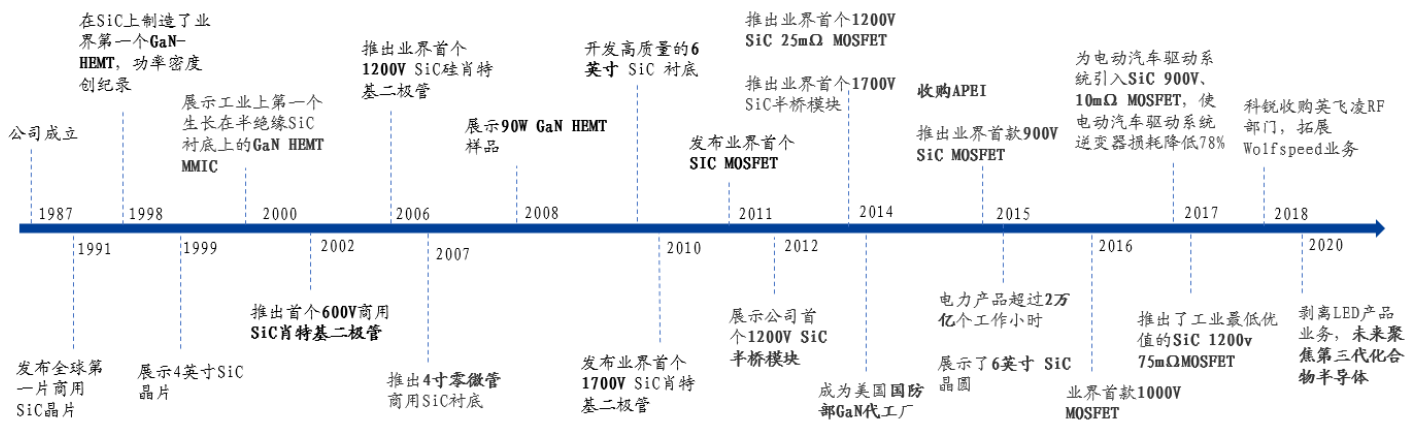 公司成立
1987
在SiC上制造了业
界第一个GaN-
HEMT，功率密度
创纪录
1998
展示工业上第一个
生长在半绝缘SiC
衬底上的GaN HEMT
MMIC
2000
推出业界首个
1200V SiC硅肖特
基二极管
2006
展示90W GaN HEMT
样品
2008
开发高质量的6
英寸 SiC 衬底
发布业界首个
SIC MOSFET
2011
推出业界首个1200V
SiC 25mΩ MOSFET
推出业界首个1700V
SiC半桥模块
2014
收购APEI
推出业界首款900V
SiC MOSFET
2015
为电动汽车驱动系
统引入SiC 900V、
10mΩ MOSFET，使
电动汽车驱动系统
逆变器损耗降低78%
2017
科锐收购英飞凌RF
部门，拓展
Wolfspeed业务
2018
1991
发布全球第
一片商用
SiC晶片
1999
展示4英寸SiC
晶片
2002
推出首个600V商用
SiC肖特基二极管
2007
推出4寸零微管
商用SiC衬底
2010
发布业界首个
1700V SiC肖特
基二极管
2012
展示公司首
个1200V SiC
半桥模块
成为美国国防
部GaN代工厂
电力产品超过2万
亿个工作小时
展示了6英寸 SiC
晶圆
2016
业界首款1000V
MOSFET
推出了工业最低优
值的SiC 1200v
75mΩMOSFET
2020
剥离LED产品
业务，未来聚
焦第三代化合
物半导体